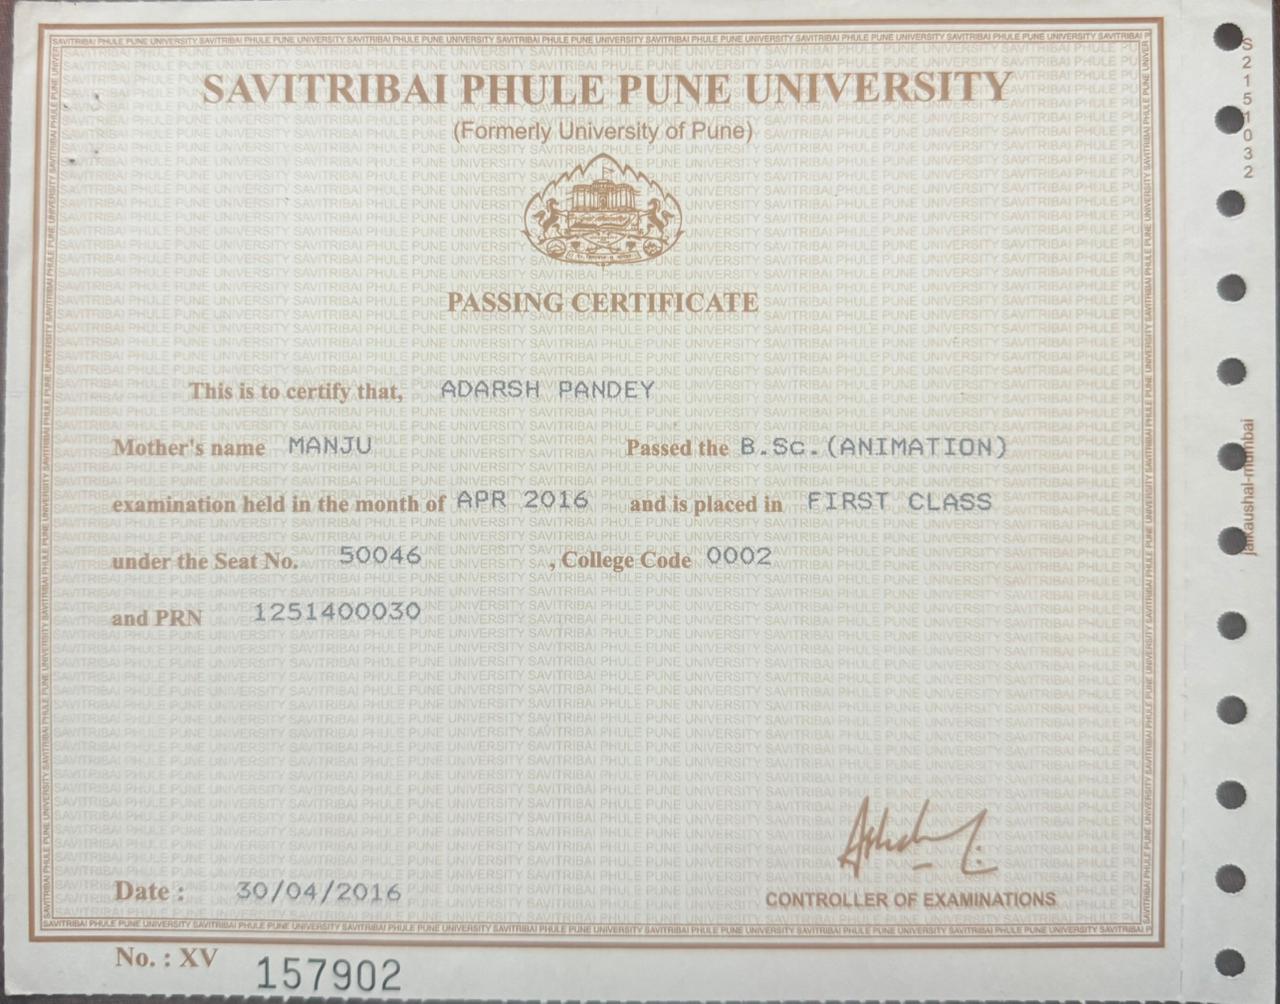 SAVITRIBAI PHULE PUNE UNIVERSITY
(Formerly University of Pune)
PASSING CERTIFICATE
This is to certify that, ADARSH PANDEY
Mother's name MANJU Passed the B.Sc.(ANIMATION)
examination held in the month of APR 2016 and is placed in FIRST CLASS
under the Seat No. 50046 , College Code 0002
and PRN 1251400030
Date : 30/04/2016
CONTROLLER OF EXAMINATIONS
No. : XV 157902
S2151032
jaikaushal-mumbai